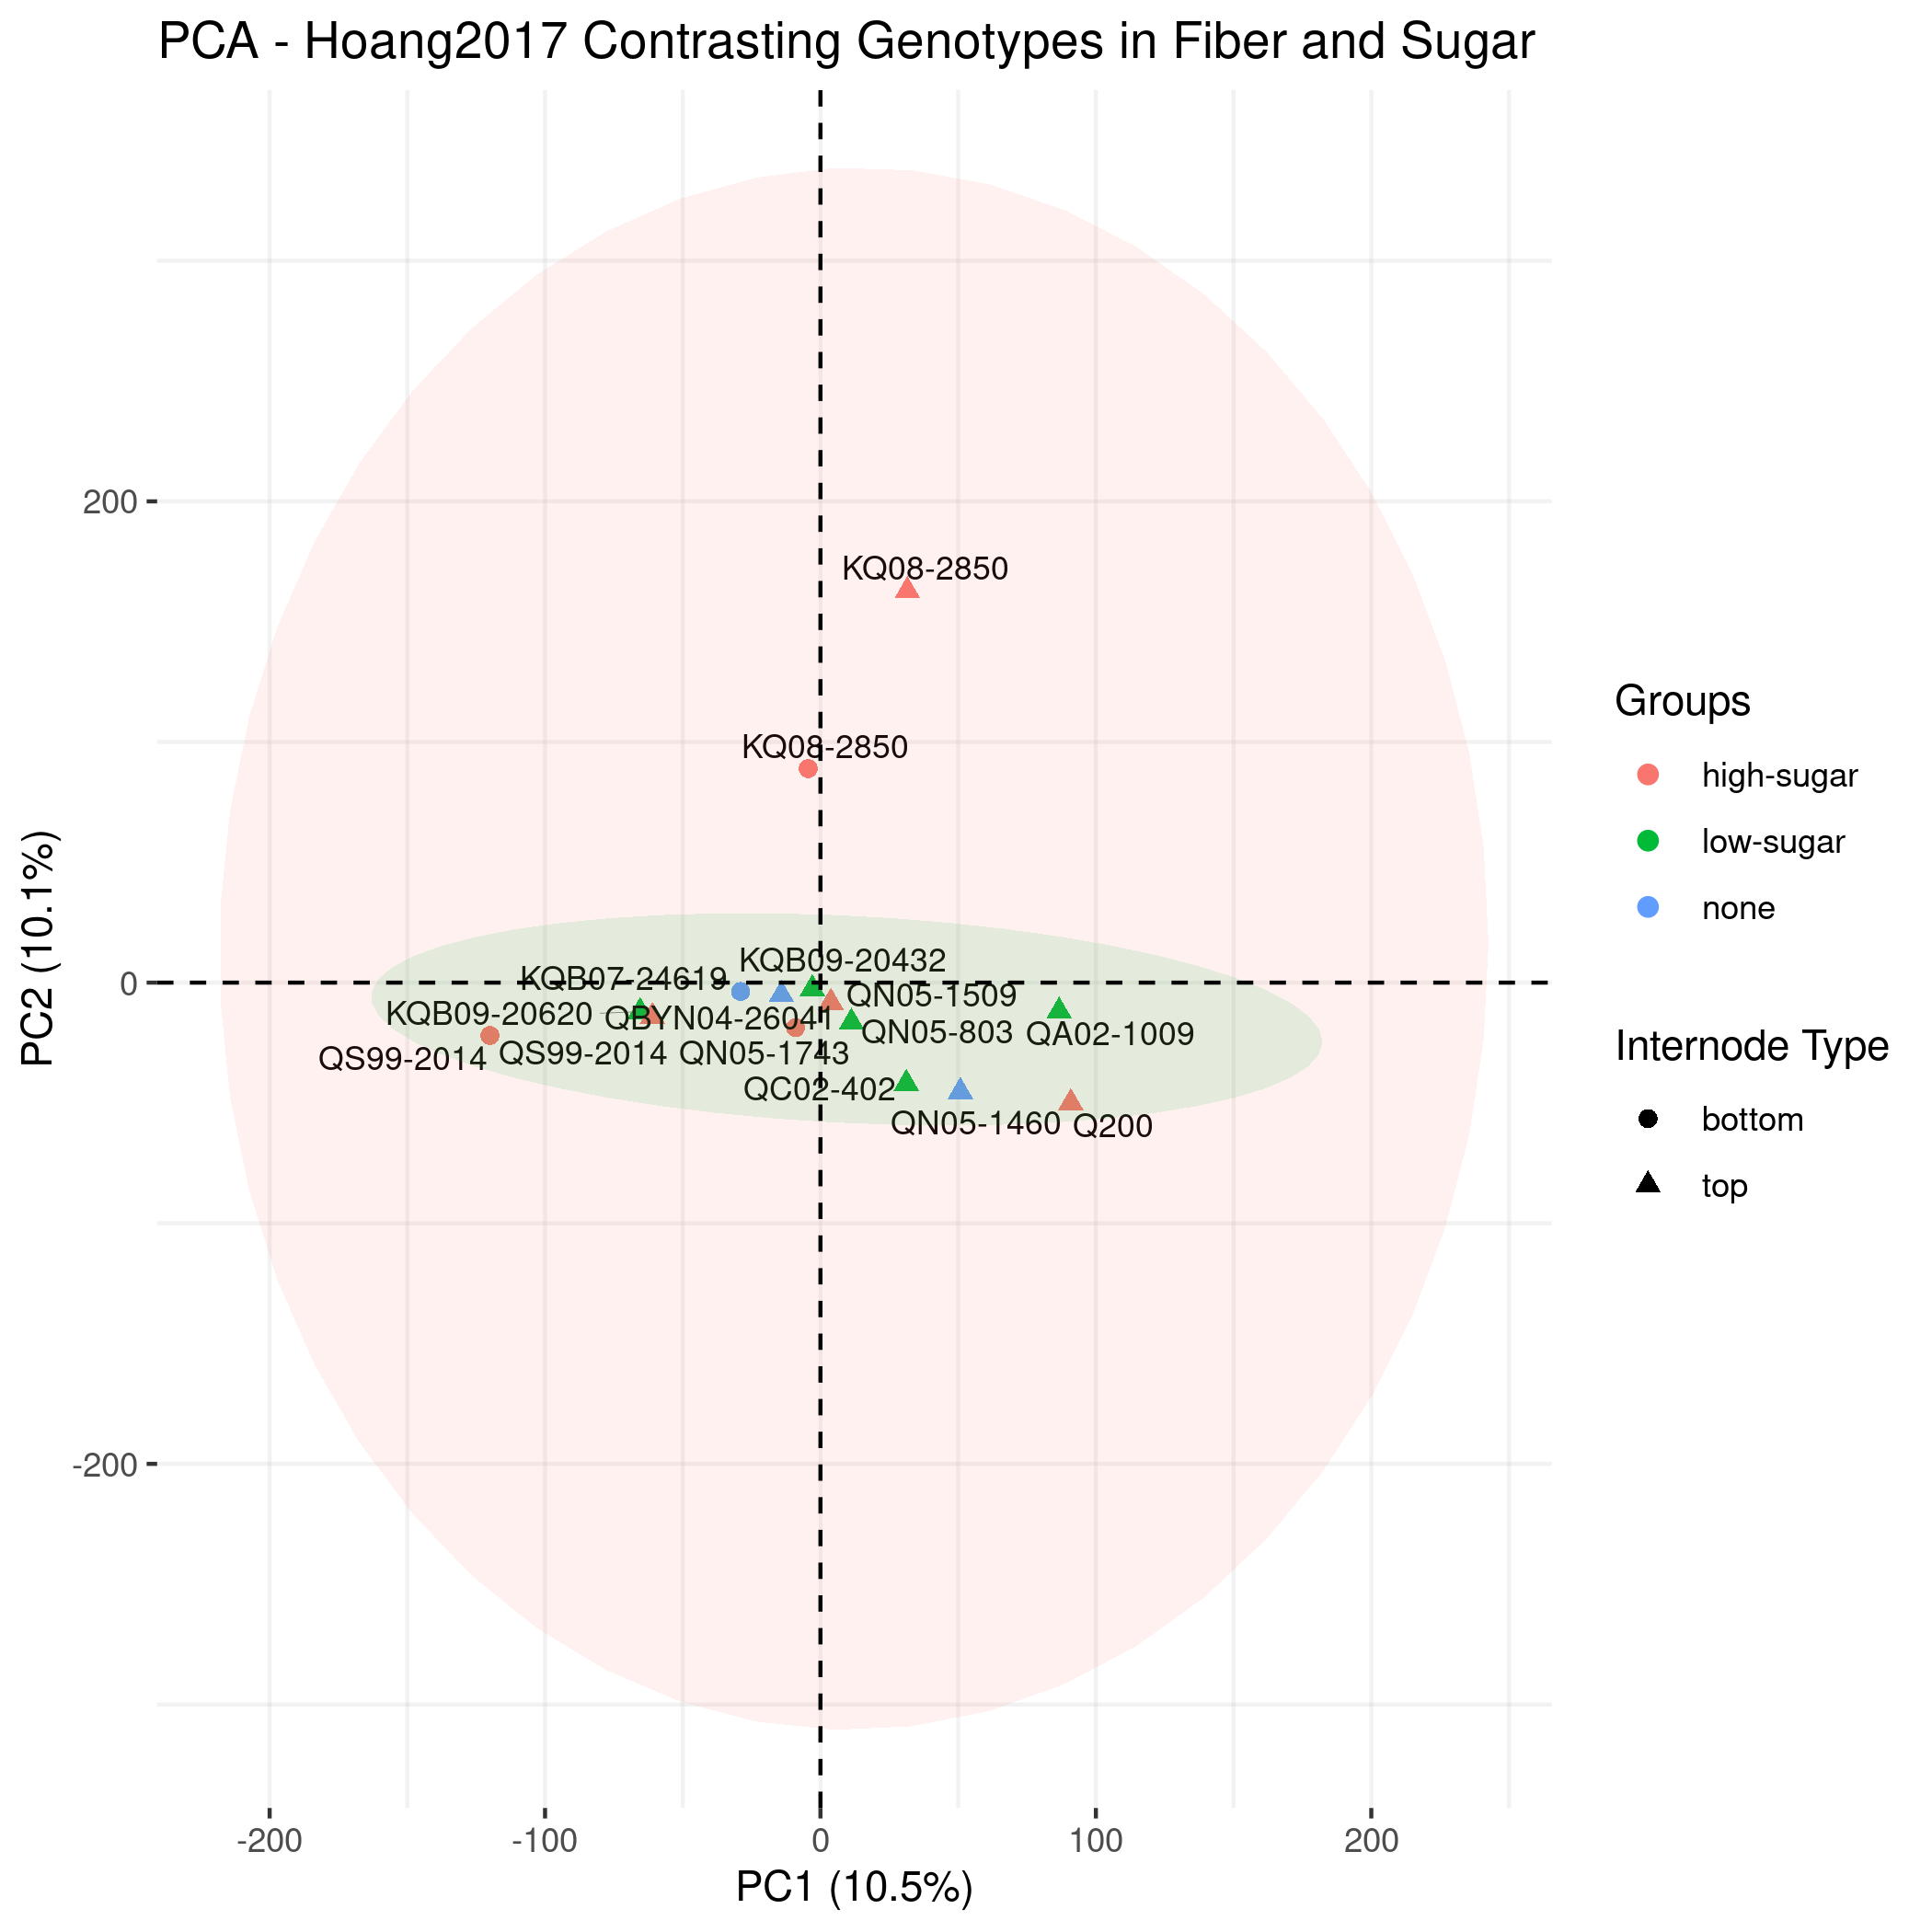 PCA - Hoang2017 Contrasting Genotypes in Fiber and Sugar
PC2 (10.1%)
200
0
-200
KQ08-2850
KQ08-2850
KQB09-20432
KQB07-24619
QN05-1509
KQB09-20620
QBYN04-26041
QN05-803
QA02-1009
QS99-2014
QS99-2014
QN05-1743
QC02-402
QN05-1460
Q200
-200
-100
0
100
200
PC1 (10.5%)
Groups
high-sugar
low-sugar
none
Internode Type
bottom
top